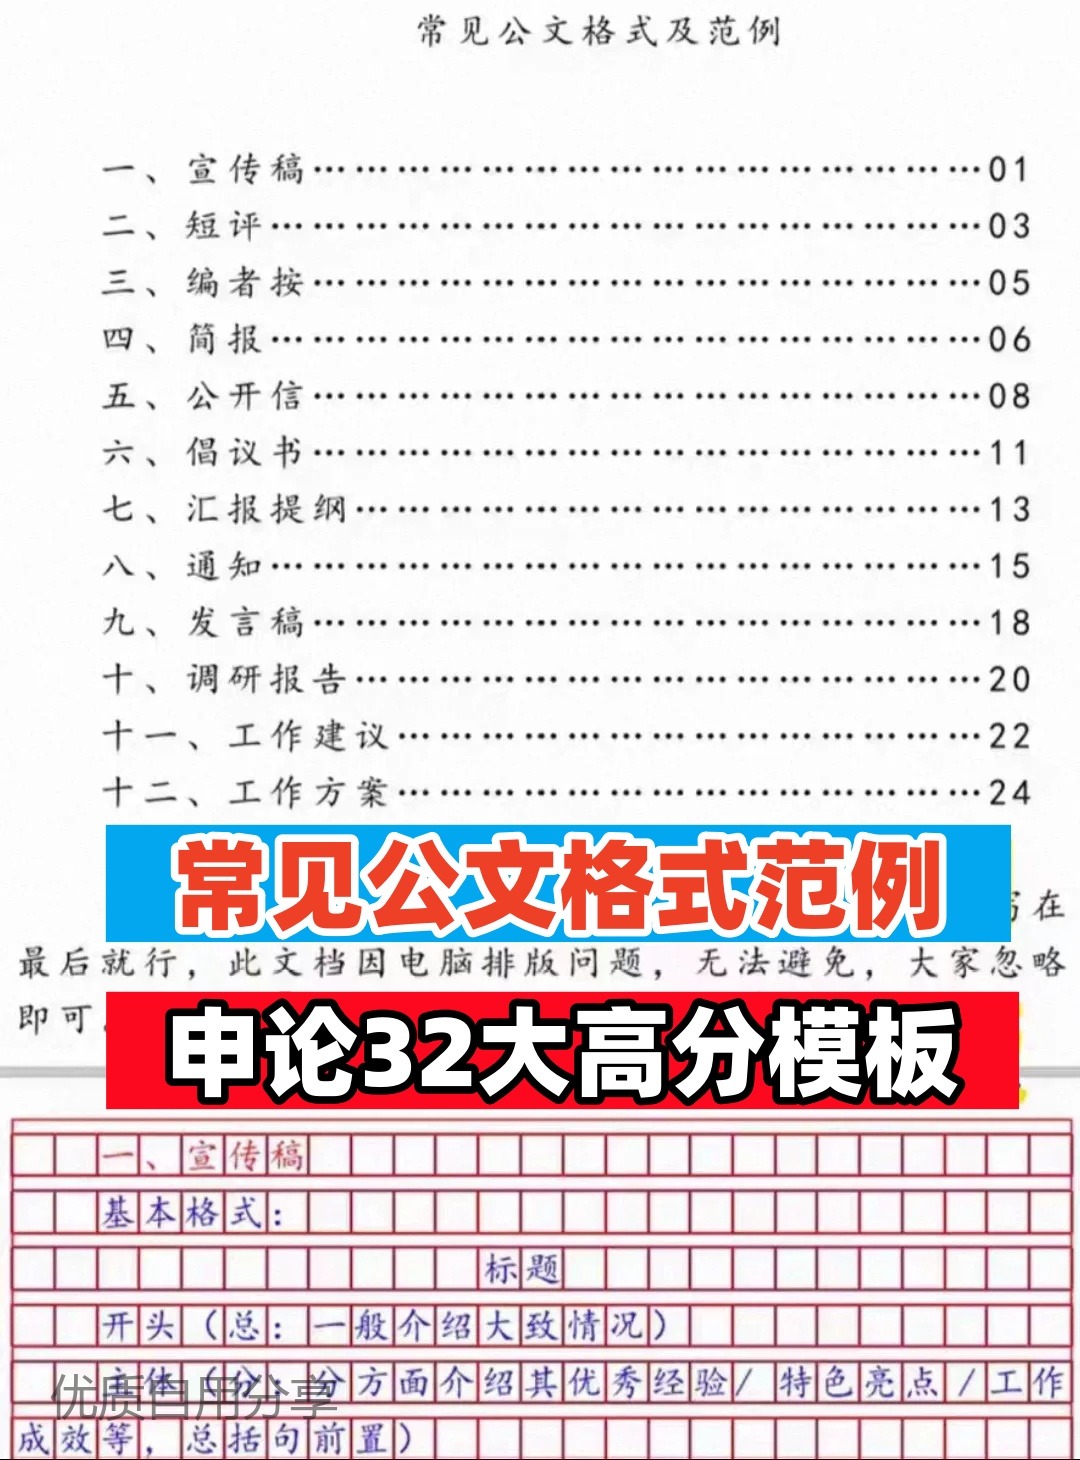 常见公文格式及范例
一、宣传稿…………………………………………01
二、短评……………………………………………03
三、编者按…………………………………………05
四、简报……………………………………………06
五、公开信…………………………………………08
六、倡议书…………………………………………11
七、汇报提纲………………………………………13
八、通知……………………………………………15
九、发言稿…………………………………………18
十、调研报告………………………………………20
十一、工作建议……………………………………22
十二、工作方案……………………………………24
常见公文格式范例
写在
最后就行，此文档因电脑排版问题，无法避免，大家忽略
即可
申论32大高分模板
一、宣传稿
基本格式：
标题
开头（总：一般介绍大致情况）
主体（分：分方面介绍其优秀经验/ 特色亮点 /工作
优质自用分享
成效等，总括句前置）